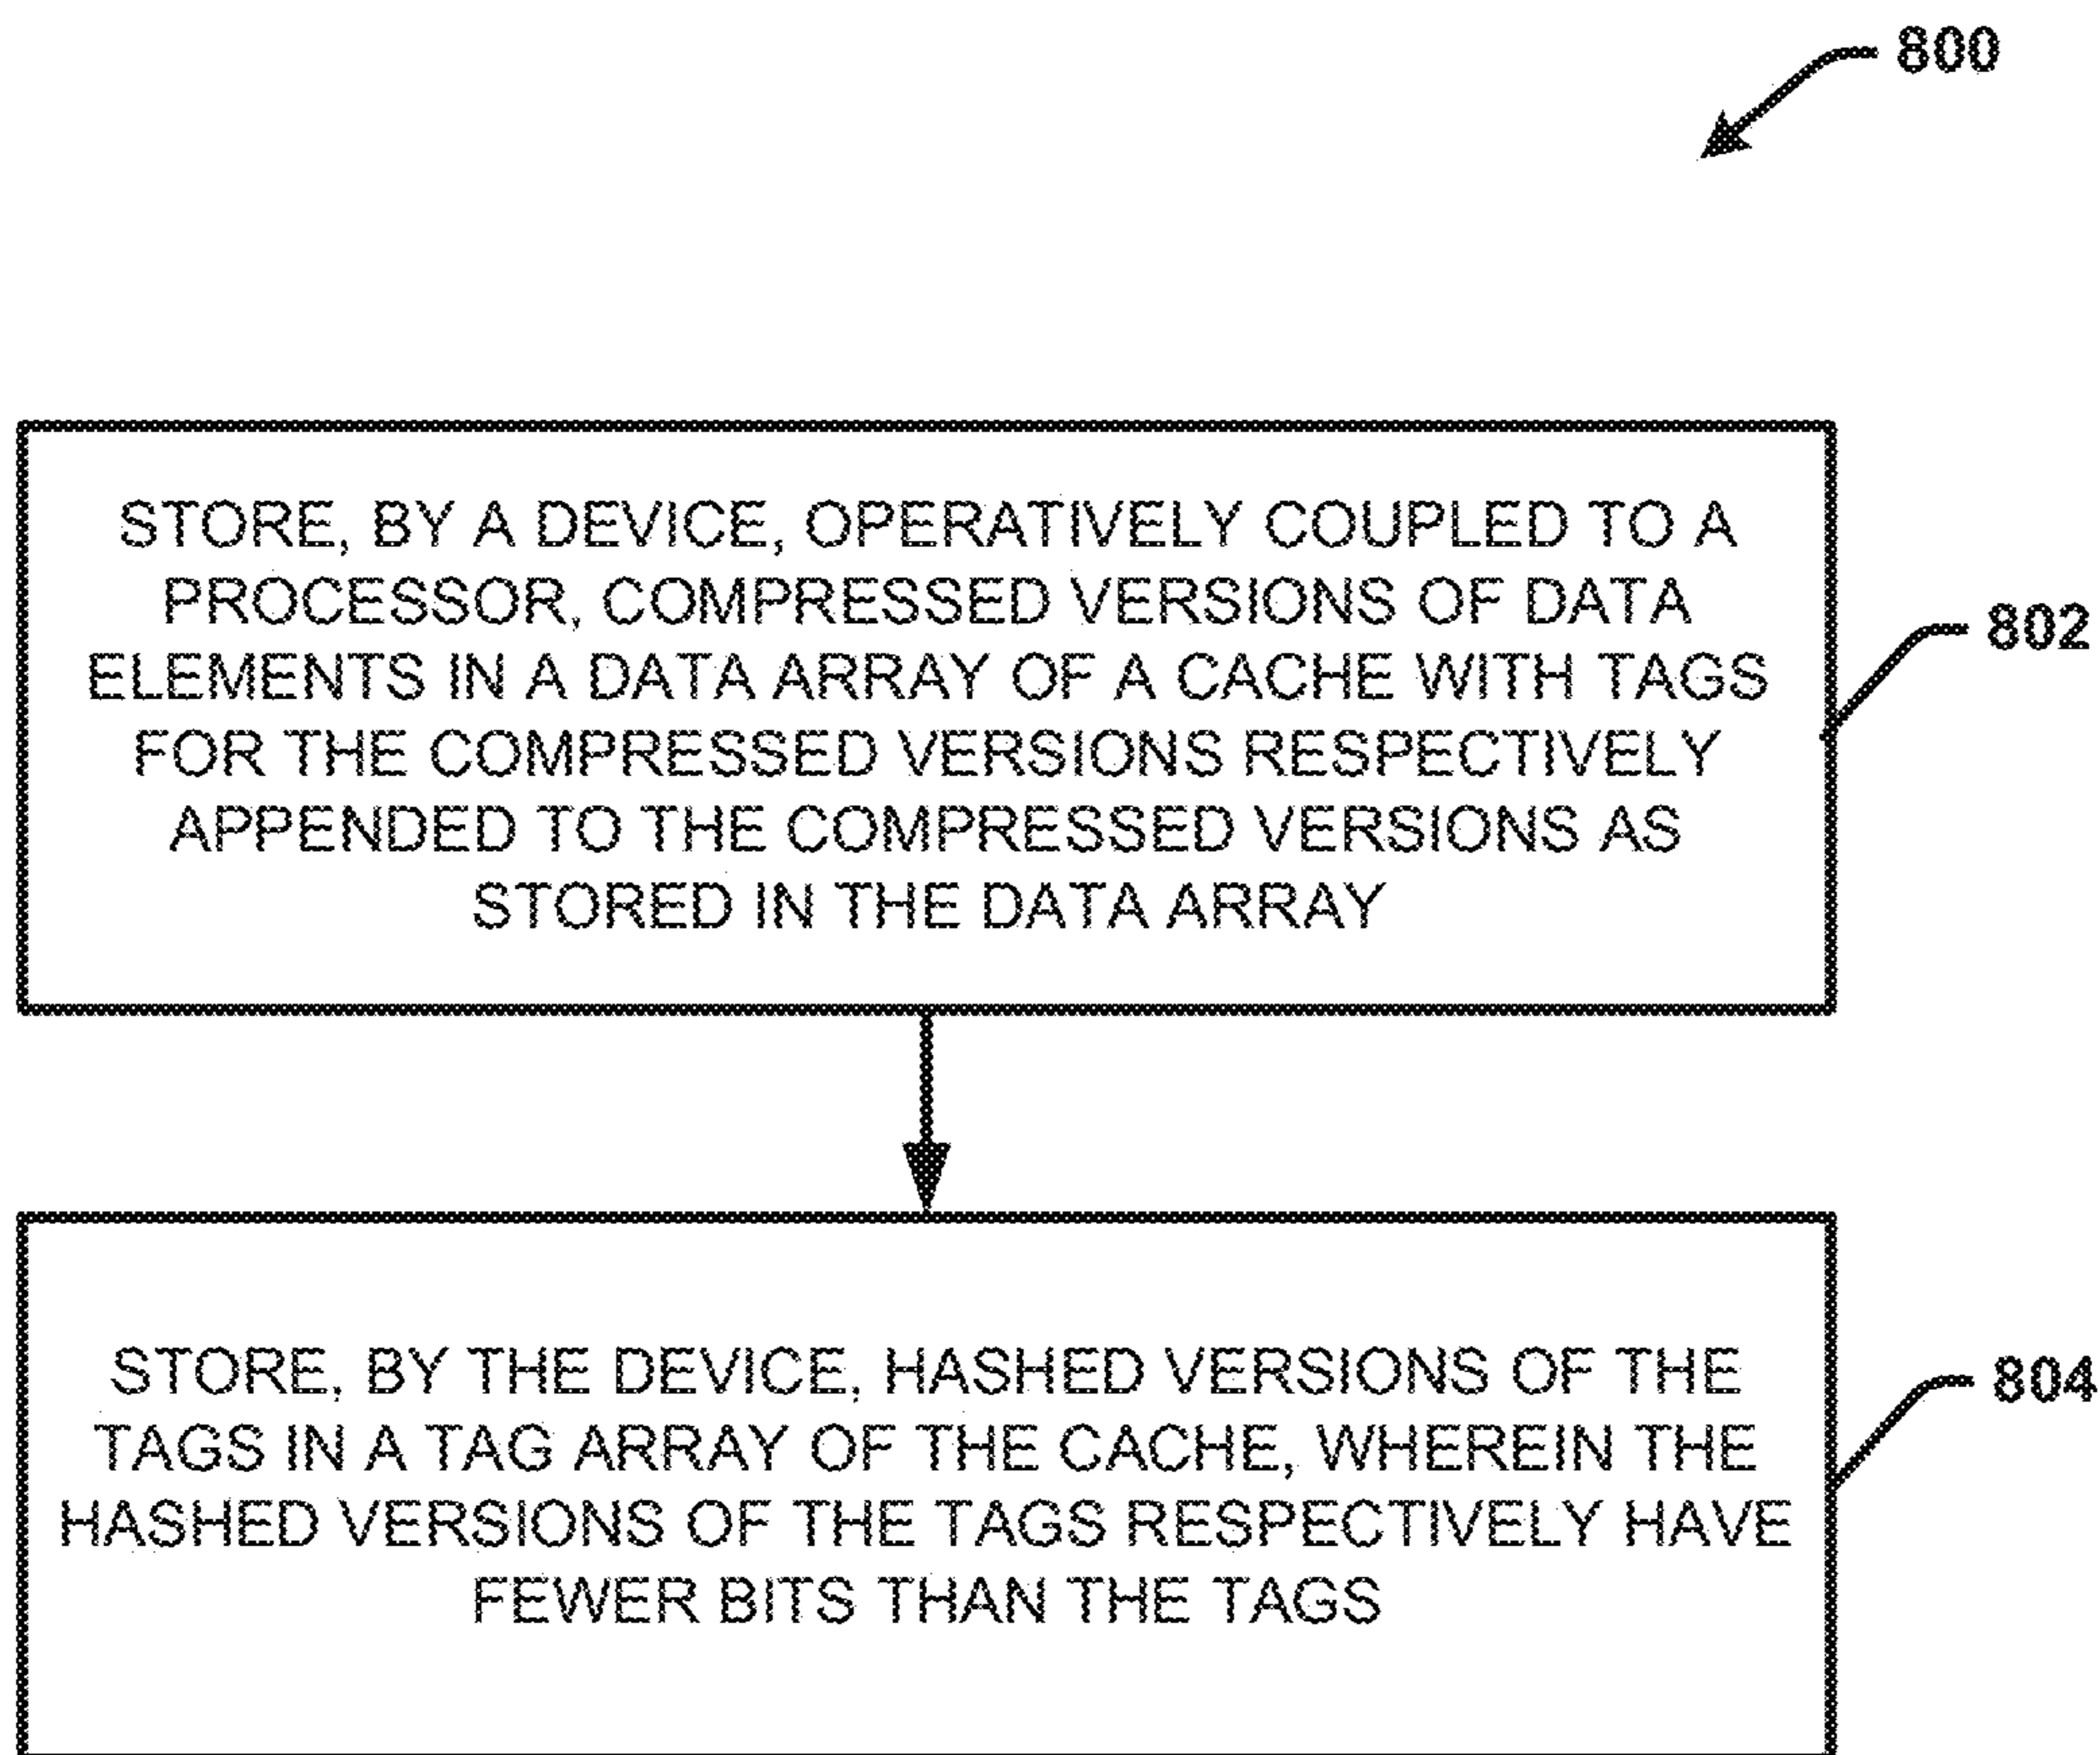 800
STORE, BY A DEVICE, OPERATIVELY COUPLED TO A
PROCESSOR, COMPRESSED VERSIONS OF DATA
ELEMENTS IN A DATA ARRAY OF A CACHE WITH TAGS
FOR THE COMPRESSED VERSIONS RESPECTIVELY
APPENDED TO THE COMPRESSED VERSIONS AS
STORED IN THE DATA ARRAY
802
STORE, BY THE DEVICE, HASHED VERSIONS OF THE
TAGS IN A TAG ARRAY OF THE CACHE, WHEREIN THE
HASHED VERSIONS OF THE TAGS RESPECTIVELY HAVE
FEWER BITS THAN THE TAGS
804